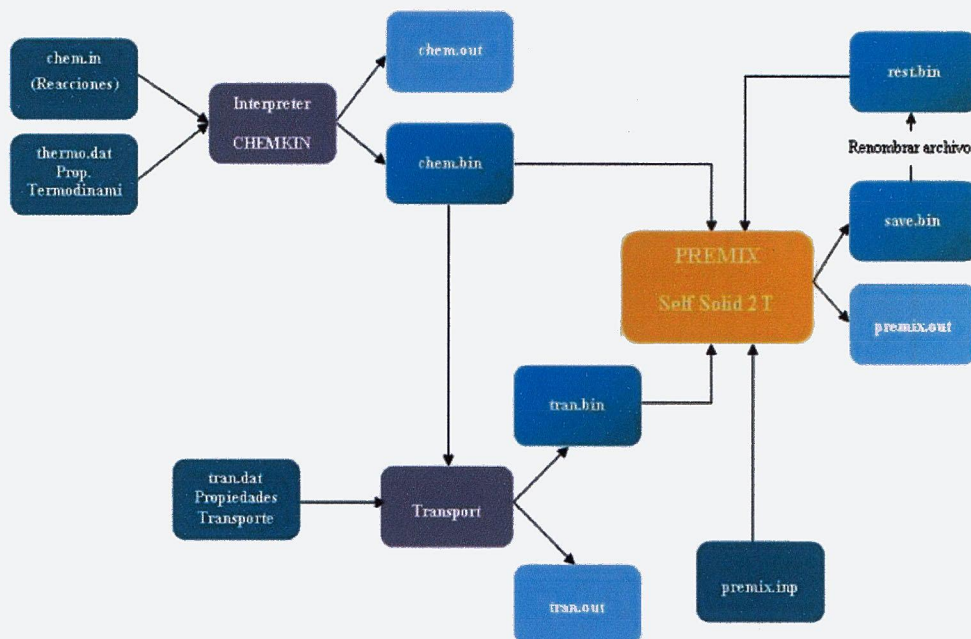 chem.in
(Reacciones)
thermo.dat
Prop.
Termodinámi
Interpreter
CHEMKIN
chem.out
chem.bin
rest.bin
Renombrar archivo
save.bin
PREMIX
Self Solid 2 T
premix.out
tran.bin
tran.dat
Propiedades
Transporte
Transport
tran.out
premix.inp